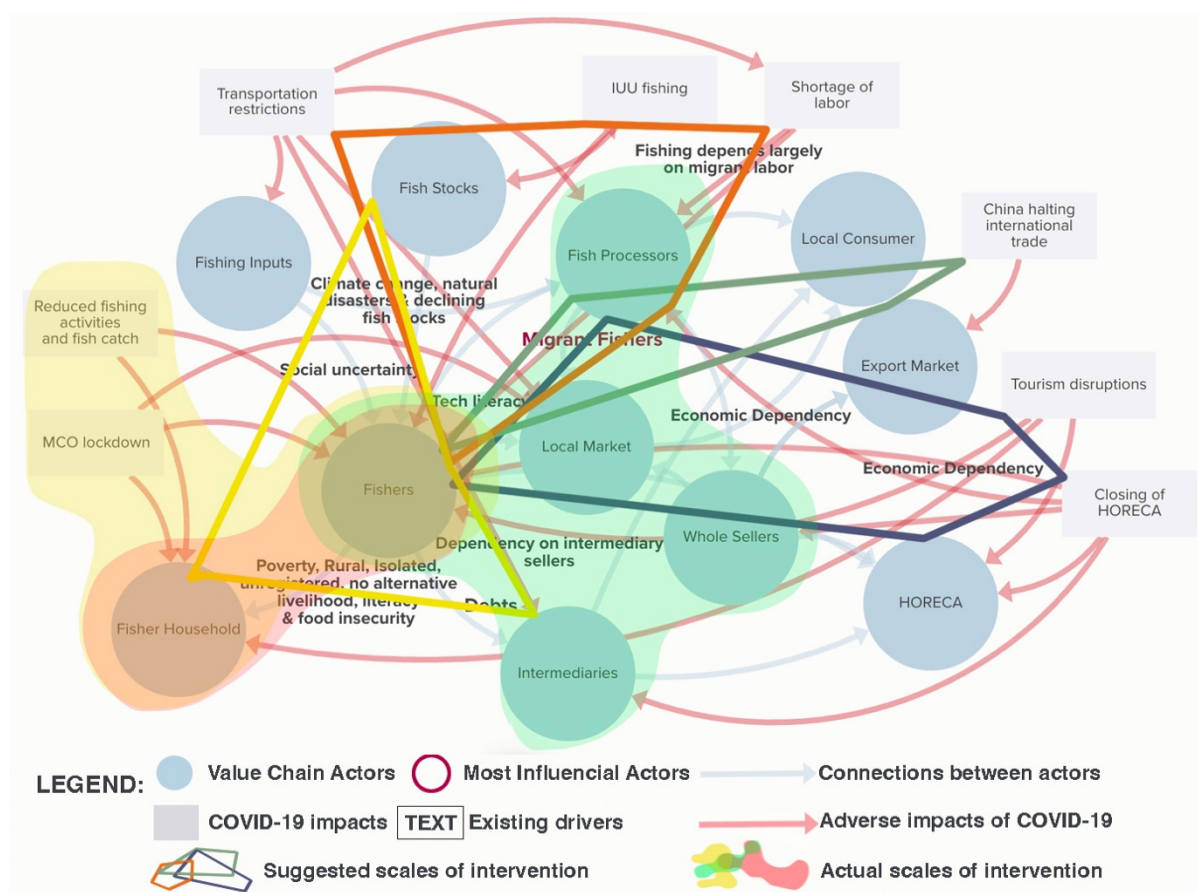 Transportation
restrictions
IUU fishing
Shortage of
labor
Fishing depends largely
on migrant labor
Fish Stocks
Fishing Inputs
Fish Processors
Local Consumer
China halting
international
trade
Climate change, natural
disasters & declining
fish stocks
Reduced fishing
activities
and fish catch
Migrant Fishers
Export Market
Social uncertainty
Tourism disruptions
Tech literacy
Economic Dependency
MCO lockdown
Local Market
Economic Dependency
Fishers
Closing of
HORECA
Whole Sellers
Dependency on intermediary
sellers
Poverty, Rural, Isolated,
unregistered, no alternative
livelihood, literacy
& food insecurity
Debts
HORECA
Fisher Household
Intermediaries
LEGEND:
Value Chain Actors
Most Influencial Actors
Connections between actors
COVID-19 impacts
TEXT
Existing drivers
Adverse impacts of COVID-19
Suggested scales of intervention
Actual scales of intervention